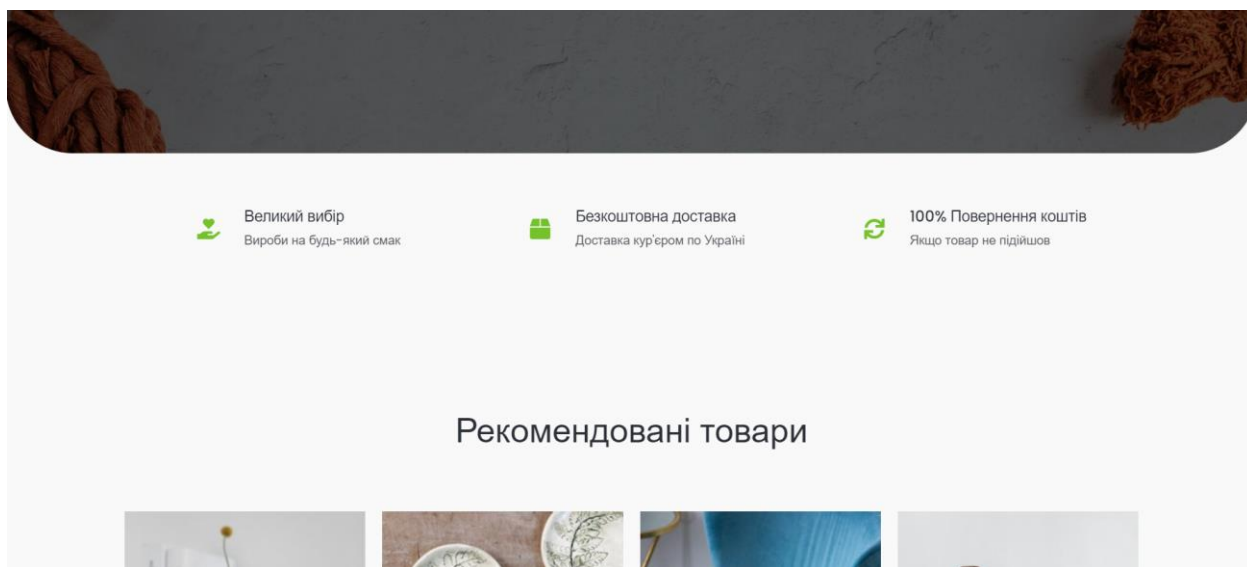 Великий вибір
Вироби на будь-який смак
Безкоштовна доставка
Доставка кур'єром по Україні
100% Повернення коштів
Якщо товар не підійшов
Рекомендовані товари